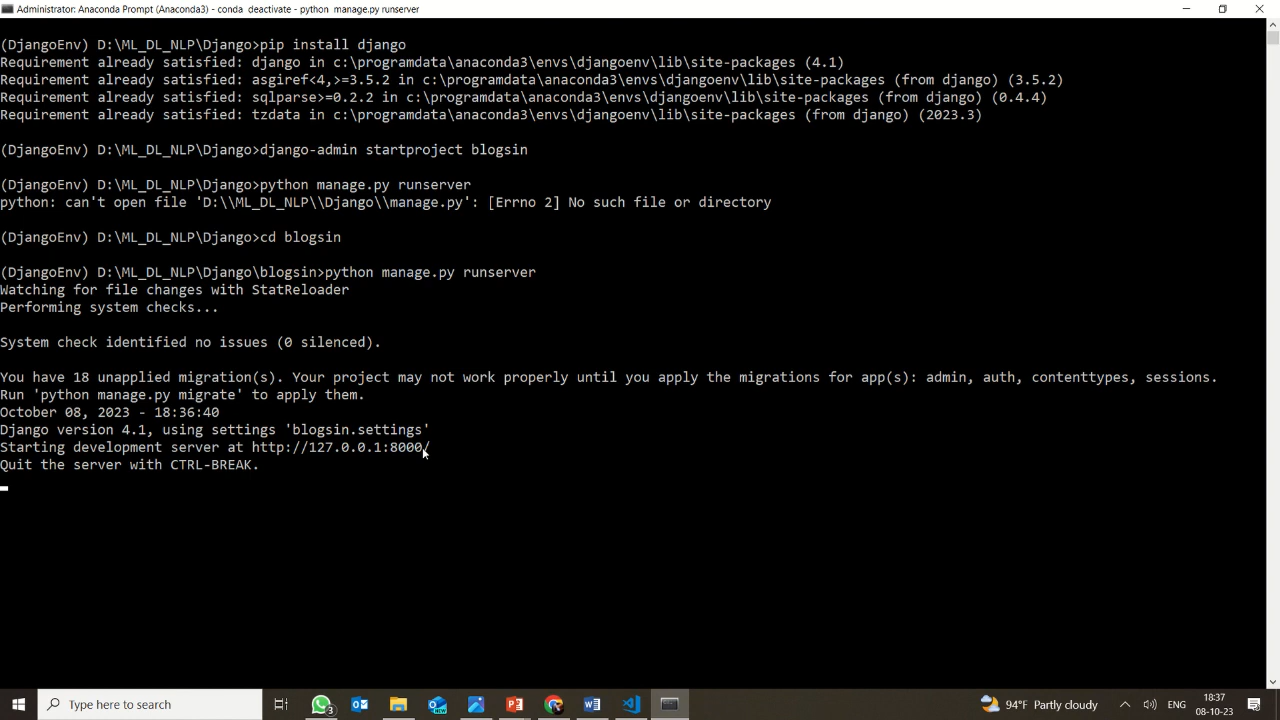 Administrator: Anaconda Prompt (Anaconda3) - conda deactivate - python manage.py runserver
(DjangoEnv) D:\ML_DL_NLP\Django>pip install django
Requirement already satisfied: django in c:\programdata\anaconda3\envs\djangoenv\lib\site-packages (4.1)
Requirement already satisfied: asgiref<4,>=3.5.2 in c:\programdata\anaconda3\envs\djangoenv\lib\site-packages (from django) (3.5.2)
Requirement already satisfied: sqlparse>=0.2.2 in c:\programdata\anaconda3\envs\djangoenv\lib\site-packages (from django) (0.4.4)
Requirement already satisfied: tzdata in c:\programdata\anaconda3\envs\djangoenv\lib\site-packages (from django) (2023.3)
(DjangoEnv) D:\ML_DL_NLP\Django>django-admin startproject blogsin
(DjangoEnv) D:\ML_DL_NLP\Django>python manage.py runserver
python: can't open file 'D:\\ML_DL_NLP\\Django\\manage.py': [Errno 2] No such file or directory
(DjangoEnv) D:\ML_DL_NLP\Django>cd blogsin
(DjangoEnv) D:\ML_DL_NLP\Django\blogsin>python manage.py runserver
Watching for file changes with StatReloader
Performing system checks...
System check identified no issues (0 silenced).
You have 18 unapplied migration(s). Your project may not work properly until you apply the migrations for app(s): admin, auth, contenttypes, sessions.
Run 'python manage.py migrate' to apply them.
October 08, 2023 - 18:36:40
Django version 4.1, using settings 'blogsin.settings'
Starting development server at http://127.0.0.1:8000/
Quit the server with CTRL-BREAK.
Type here to search
3
NEW
94°F Partly cloudy
ENG
18:37
08-10-23